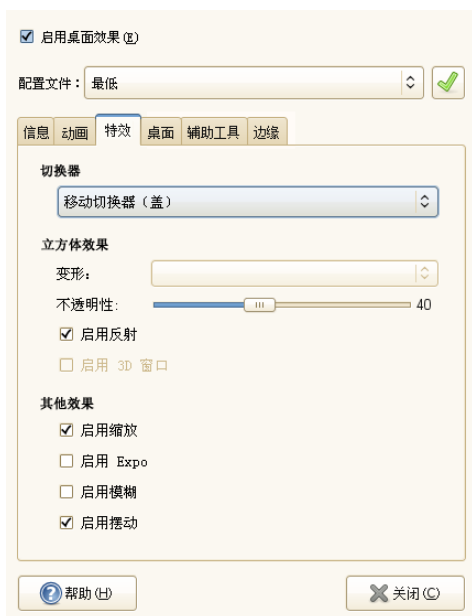 启用桌面效果(E)
配置文件： 最低
信息 动画 特效 桌面 辅助工具 边缘
切换器
移动切换器（盖）
立方体效果
变形：
不透明性: 40
启用反射
启用 3D 窗口
其他效果
启用缩放
启用 Expo
启用模糊
启用摆动
帮助(H) 关闭(C)